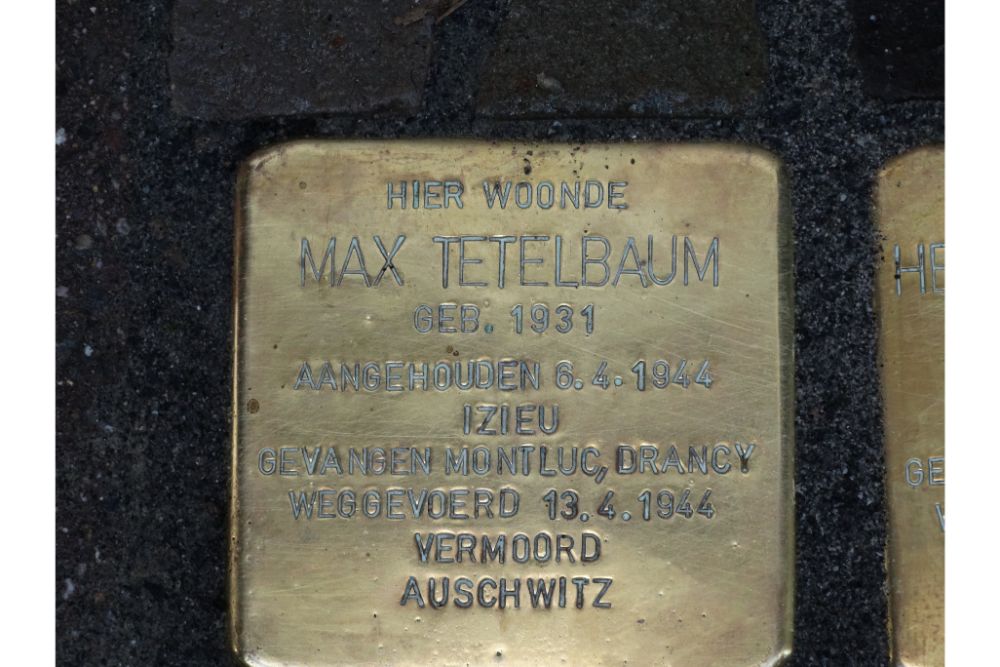 HIER WOONDE
MAX TETELBAUM
GEB. 1931
AANGEHOUDEN 6.4.1944
IZIEU
GEVANGEN MONTLUC, DRANCY
WEGGEVOERD 13.4.1944
VERMOORD
AUSCHWITZ